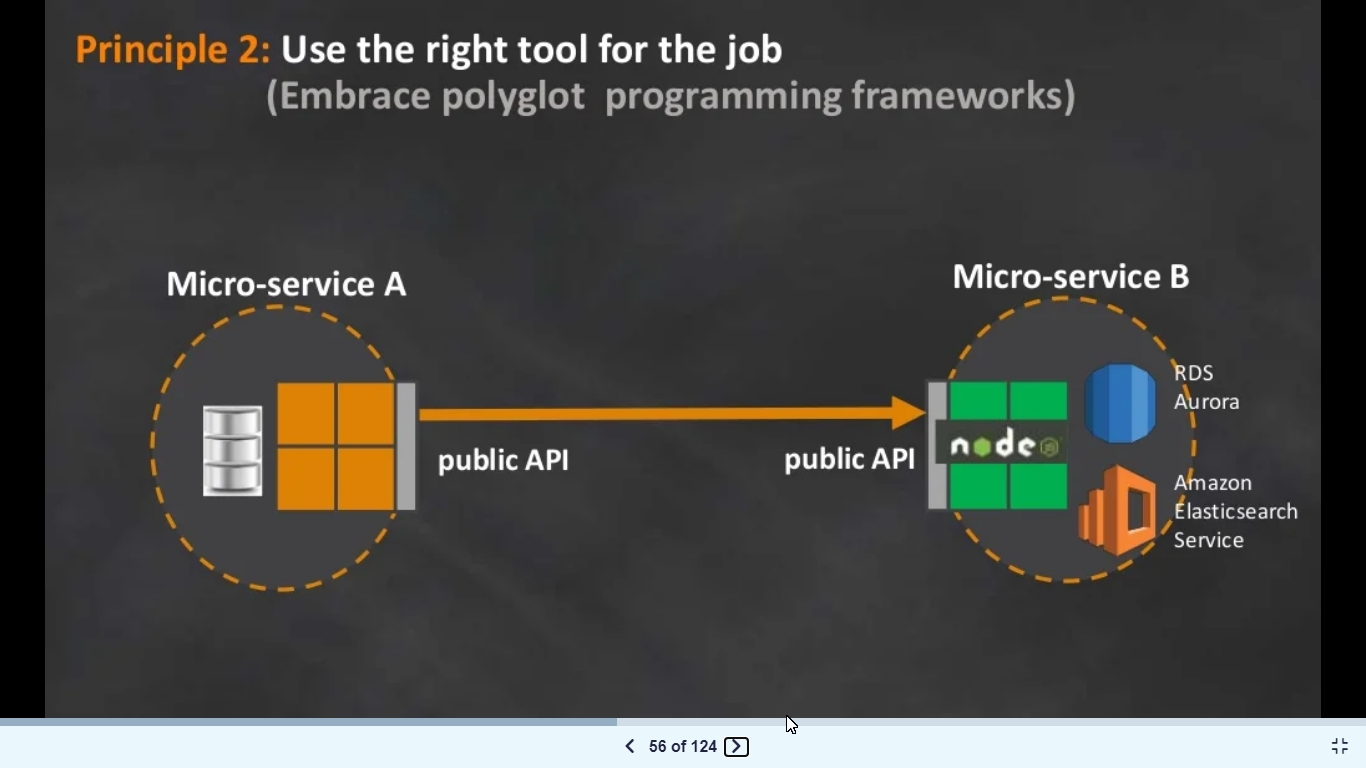 Principle 2: Use the right tool for the job
(Embrace polyglot programming frameworks)
Micro-service A
Micro-service B
RDS
Aurora
public API
public API
node
JS
Amazon
Elasticsearch
Service
56 of 124